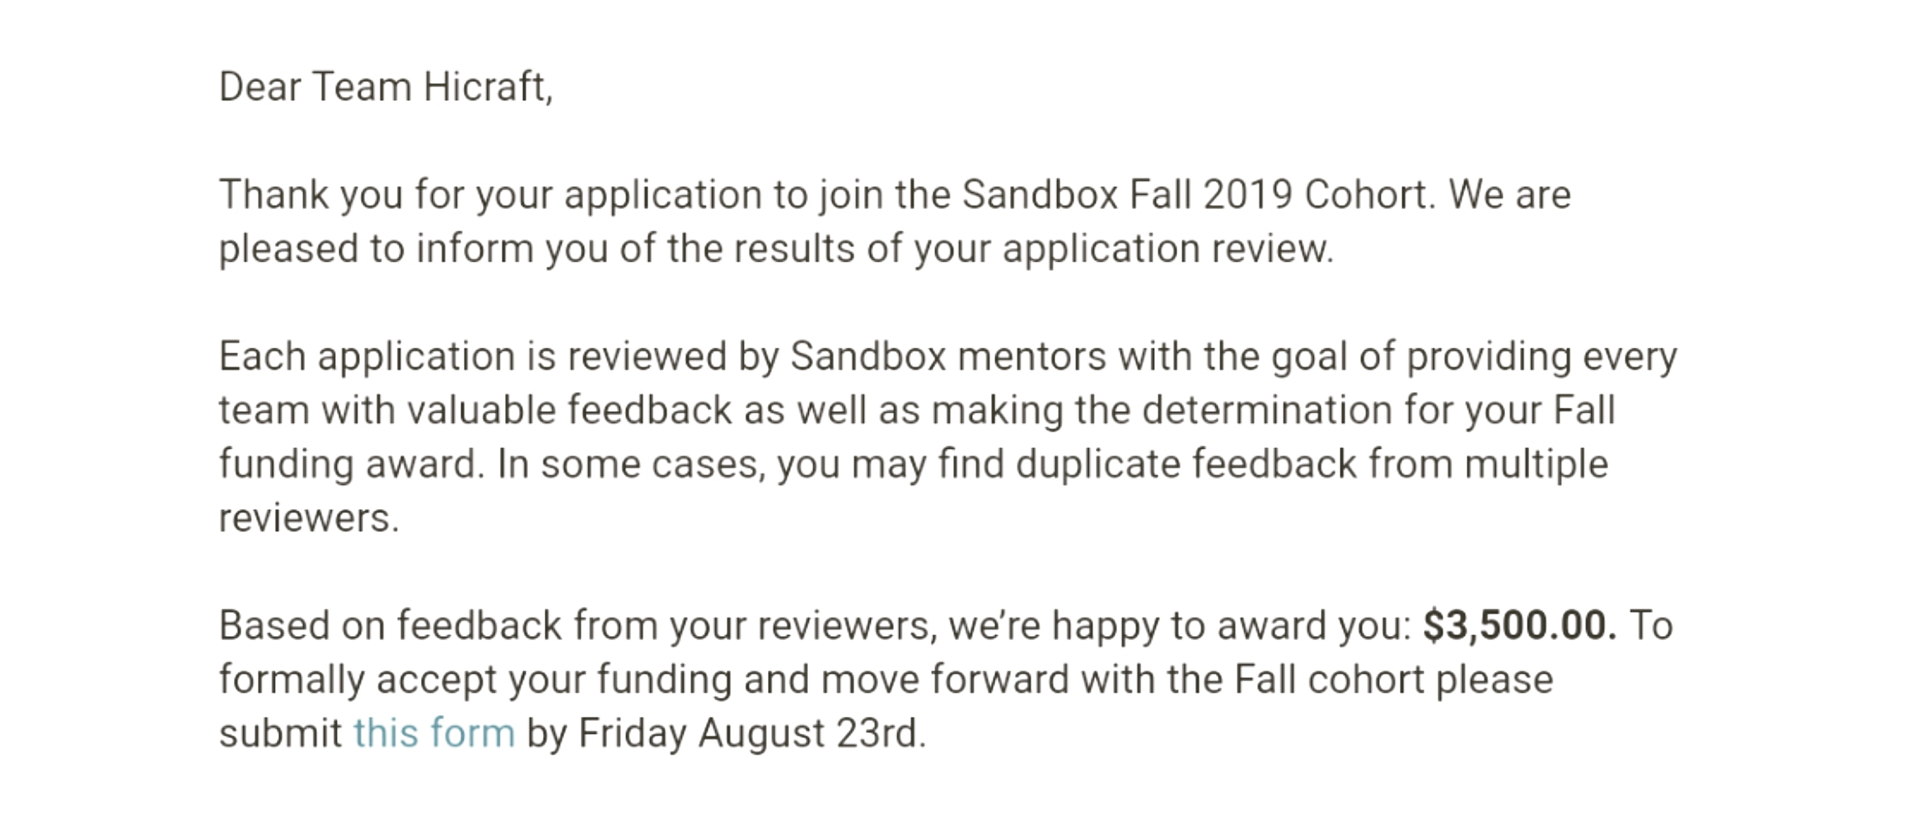 Dear Team Hicraft,
Thank you for your application to join the Sandbox Fall 2019 Cohort. We are
pleased to inform you of the results of your application review.
Each application is reviewed by Sandbox mentors with the goal of providing every
team with valuable feedback as well as making the determination for your Fall
funding award. In some cases, you may find duplicate feedback from multiple
reviewers.
Based on feedback from your reviewers, we’re happy to award you: $3,500.00. To
formally accept your funding and move forward with the Fall cohort please
submit this form by Friday August 23rd.